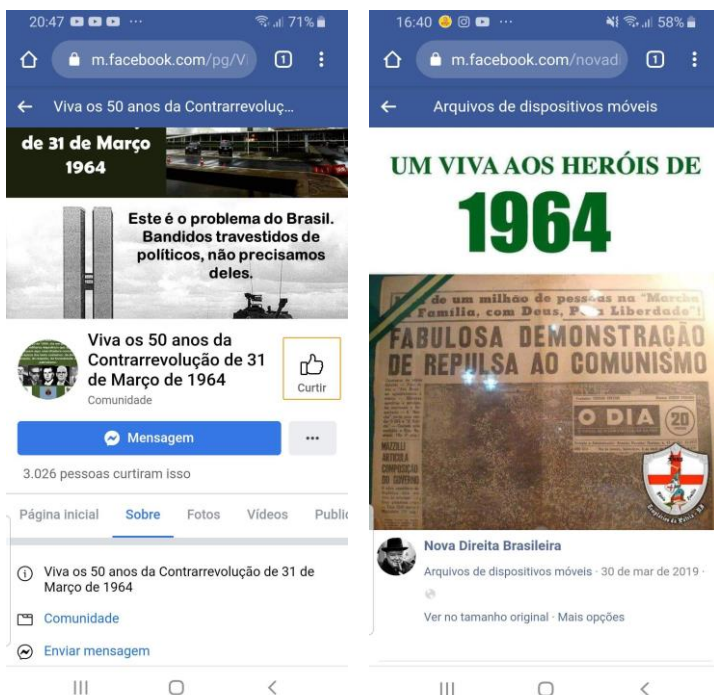 20:47
71%
m.facebook.com/pg/V
1
Viva os 50 anos da Contrarrevoluç...
de 31 de Março
1964
Este é o problema do Brasil.
Bandidos travestidos de
políticos, não precisamos
deles.
Viva os 50 anos da
Contrarrevolução de 31
de Março de 1964
Comunidade
Curtir
Mensagem
3.026 pessoas curtiram isso
Página inicial Sobre Fotos Vídeos Public
Viva os 50 anos da Contrarrevolução de 31 de
Março de 1964
Comunidade
Enviar mensagem
16:40
58%
m.facebook.com/novad
1
Arquivos de dispositivos móveis
UM VIVA AOS HERÓIS DE
1964
de um milhão de pessoas na "Marcha
Família, com Deus, Liberdade"!
FABULOSA DEMONSTRAÇÃO
DE REPULSA AO COMUNISMO
O DIA
20
MAZZILLI
ARTICULA
COMPOSIÇÃO
DO GOVERNO
Nova Direita Brasileira
Arquivos de dispositivos móveis · 30 de mar de 2019 ·
Ver no tamanho original · Mais opções